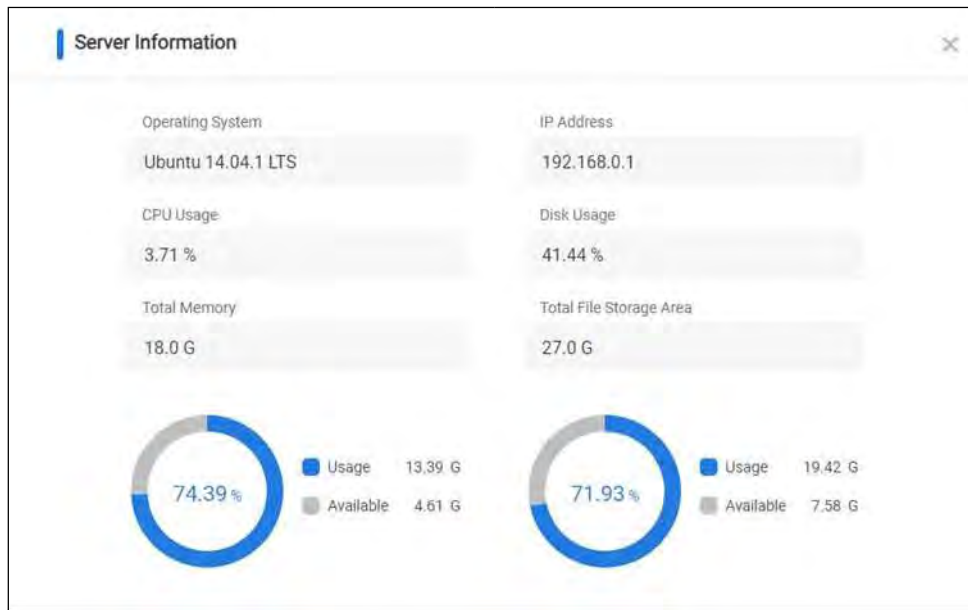 Server Information
Operating System
IP Address
Ubuntu 14.04.1 LTS
192.168.0.1
CPU Usage
Disk Usage
3.71 %
41.44 %
Total Memory
Total File Storage Area
18.0 G
27.0 G
74.39 %
Usage 13.39 G
Available 4.61 G
71.93 %
Usage 19.42 G
Available 7.58 G